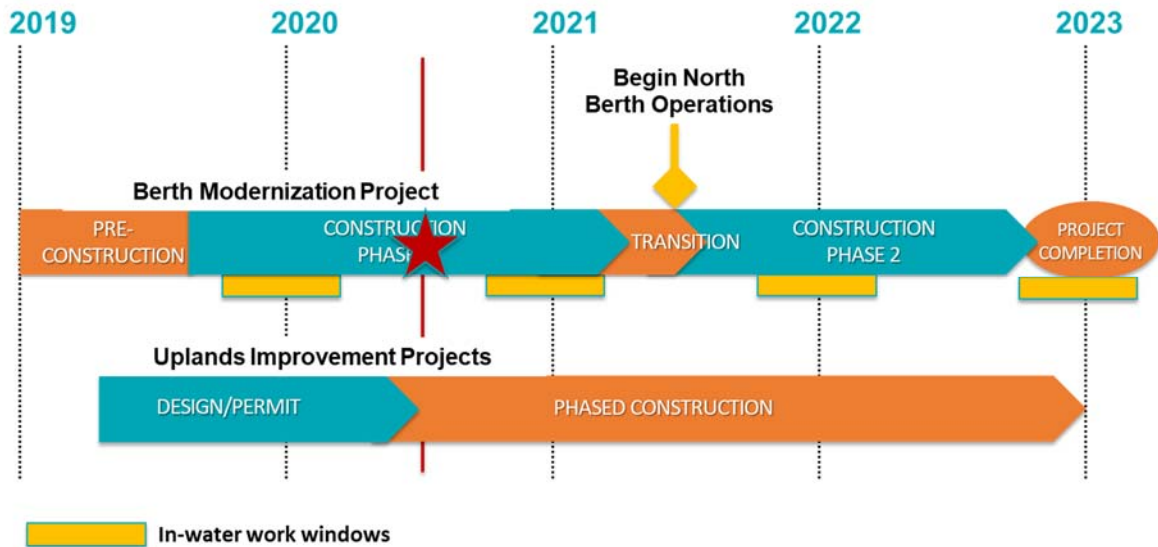 2019
2020
2021
2022
2023
Begin North
Berth Operations
Berth Modernization Project
PRE-
CONSTRUCTION
CONSTRUCTION
PHASE
TRANSITION
CONSTRUCTION
PHASE 2
PROJECT
COMPLETION
Uplands Improvement Projects
DESIGN/PERMIT
PHASED CONSTRUCTION
In-water work windows